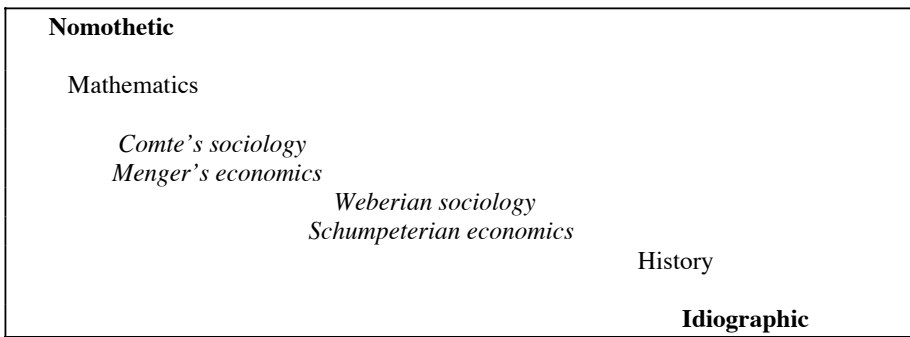 Nomothetic
Mathematics
Comte’s sociology
Menger’s economics
Weberian sociology
Schumpeterian economics
History
Idiographic